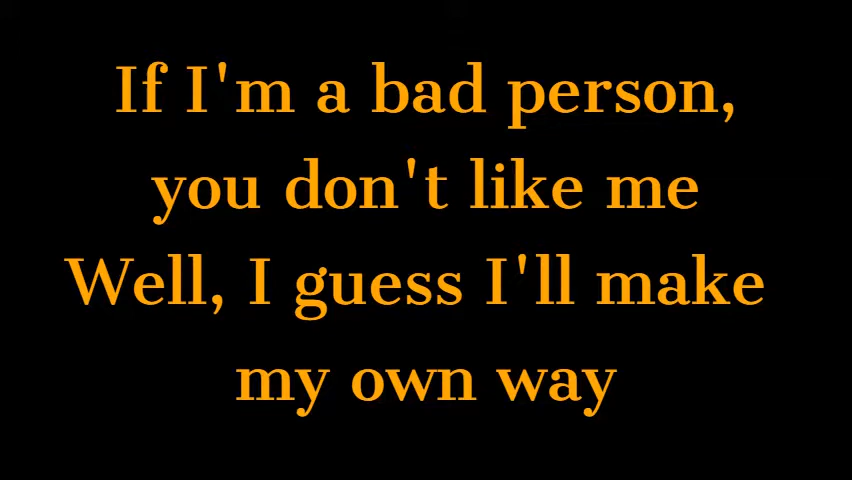 If I'm a bad person,
you don't like me
Well, I guess I'll make
my own way